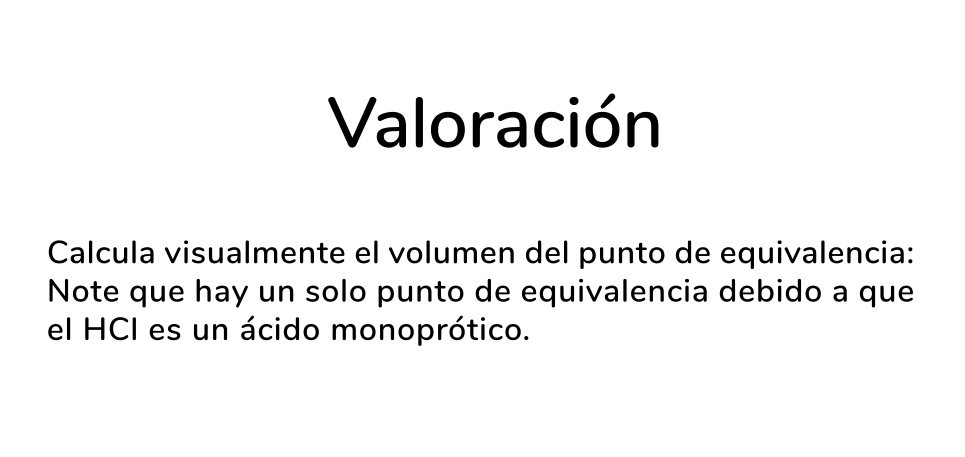 Valoración
Calcula visualmente el volumen del punto de equivalencia:
Note que hay un solo punto de equivalencia debido a que
el HCl es un ácido monoprótico.